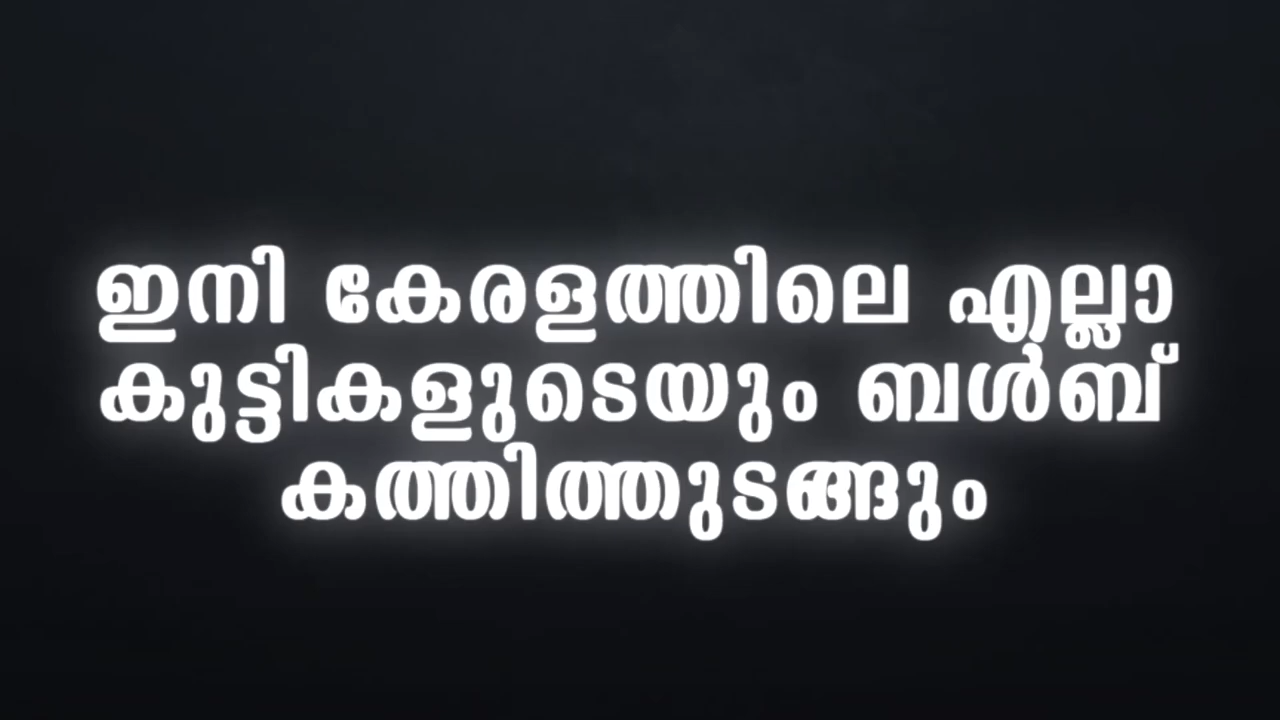 ഇനി കേരളത്തിലെ എല്ലാ
കുട്ടികളുടെയും ബൾബ്
കത്തിത്തുടങ്ങും